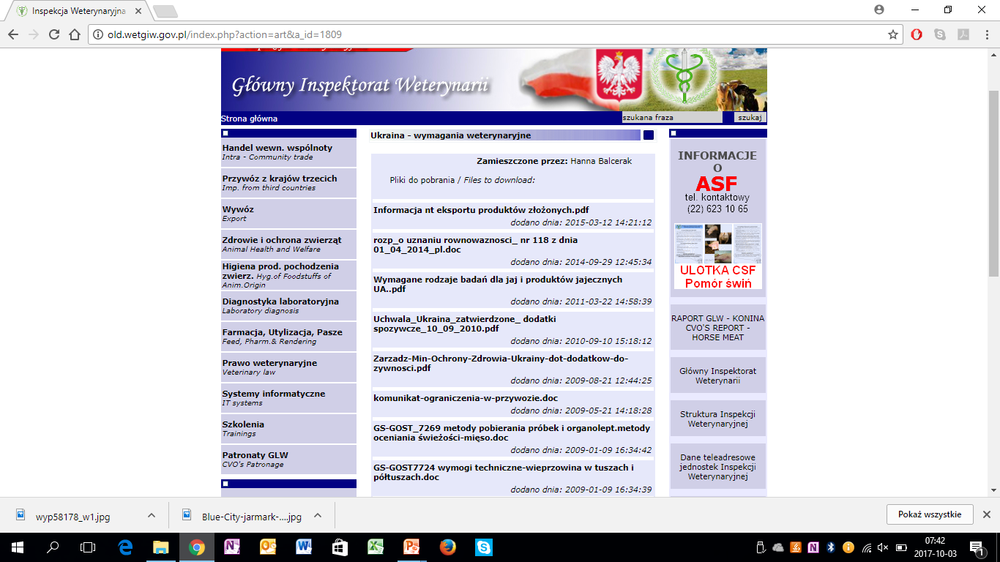 Inspekcja Weterynaryjna
old.wetgiw.gov.pl/index.php?action=art&a_id=1809
Główny Inspektorat Weterynarii
Strona główna
szukana fraza
szukaj
Handel wewn. wspólnoty
Intra - Community trade
Przywóz z krajów trzecich
Imp. from third countries
Wywóz
Export
Zdrowie i ochrona zwierząt
Animal Health and Welfare
Higiena prod. pochodzenia
zwierz. Hyg.of Foodstuffs of
Anim.Origin
Diagnostyka laboratoryjna
Laboratory diagnosis
Farmacja, Utylizacja, Pasze
Feed, Pharm.& Rendering
Prawo weterynaryjne
Veterinary law
Systemy informatyczne
IT systems
Szkolenia
Trainings
Patronaty GLW
CVO's Patronage
Ukraina - wymagania weterynaryjne
Zamieszczone przez: Hanna Balcerak
Pliki do pobrania / Files to download:
Informacja nt eksportu produktów złożonych.pdf
dodano dnia: 2015-03-12 14:21:12
rozp_o uznaniu rownowaznosci_ nr 118 z dnia
01_04_2014_pl.doc
dodano dnia: 2014-09-29 12:45:34
Wymagane rodzaje badań dla jaj i produktów jajecznych
UA..pdf
dodano dnia: 2011-03-22 14:58:39
Uchwala_Ukraina_zatwierdzone_ dodatki
spozywcze_10_09_2010.pdf
dodano dnia: 2010-09-10 15:18:12
Zarzadz-Min-Ochrony-Zdrowia-Ukrainy-dot-dodatkow-do-
zywnosci.pdf
dodano dnia: 2009-08-21 12:44:25
komunikat-ograniczenia-w-przywozie.doc
dodano dnia: 2009-05-21 14:18:28
GS-GOST_7269 metody pobierania próbek i organolept.metody
oceniania świeżości-mięso.doc
dodano dnia: 2009-01-09 16:34:42
GS-GOST7724 wymogi techniczne-wieprzowina w tuszach i
półtuszach.doc
dodano dnia: 2009-01-09 16:34:39
INFORMACJE
O
ASF
tel. kontaktowy
(22) 623 10 65
ULOTKA CSF
Pomór świń
RAPORT GLW - KONINA
CVO'S REPORT -
HORSE MEAT
Główny Inspektorat
Weterynarii
Struktura Inspekcji
Weterynaryjnej
Dane teleadresowe
jednostek Inspekcji
Weterynaryjnej
wyp58178_w1.jpg
Blue-City-jarmark-....jpg
Pokaż wszystkie
07:42
2017-10-03
1